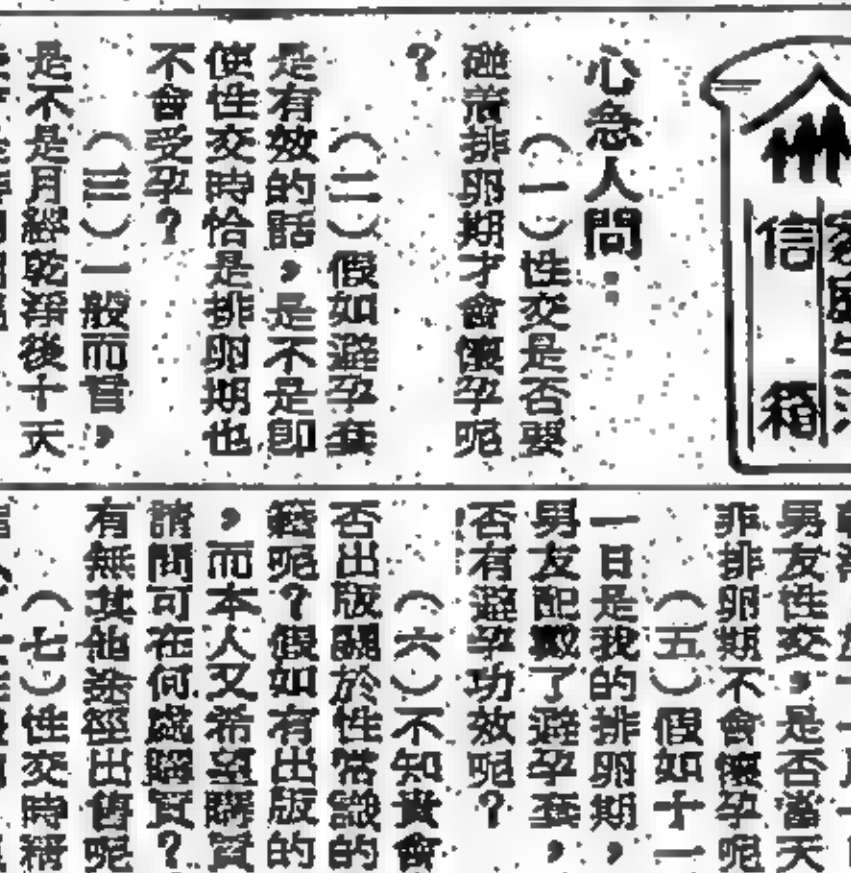 信箱
心急人問：
（一）性交是否要
碰着排卵期才會懷孕呢
？
（二）假如避孕套
是有效的話，是不是卽
使性交時恰是排卵期也
不會受孕？
（三）一般而言，
是不是月經乾淨後十天
男友性交，是否當天
非排卵期不會懷孕呢
（五）假如十一
一日是我的排卵期，
男友配戴了避孕套，
否有避孕功效呢？
（六）不知貴會
否出版關於性常識的
籍呢？假如有出版的
，而本人又希望購買
請問可在何處購買？
有無其他途徑出售呢
（七）性交時稍